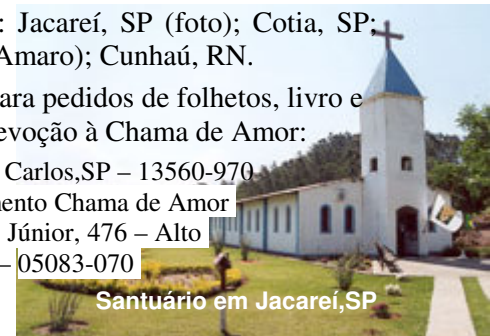 : Jacareí, SP (foto); Cotia, SP;
Amaro); Cunhaú, RN.
ara pedidos de folhetos, livro e
evoção à Chama de Amor:
Carlos,SP – 13560-970
ento Chama de Amor
Júnior, 476 – Alto
– 05083-070
Santuário em Jacareí,SP